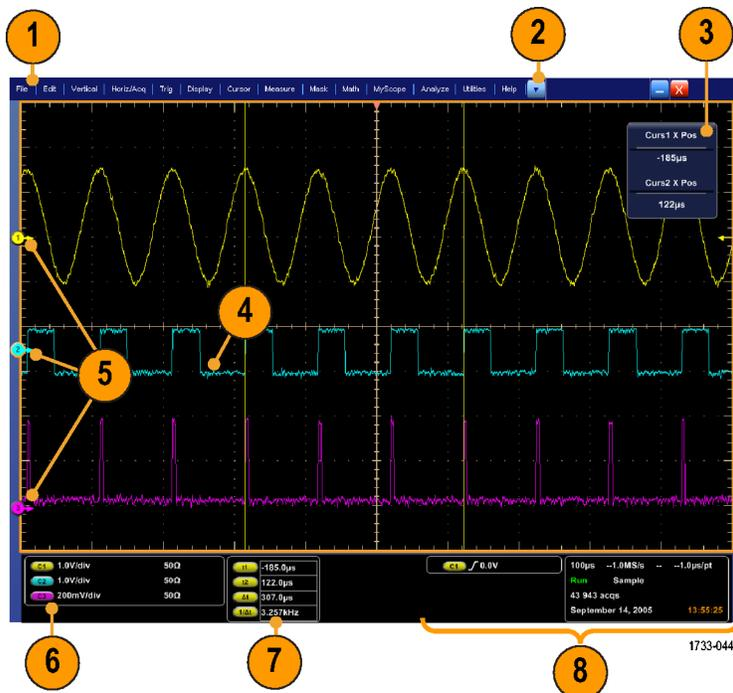 1
2
3
File Edit Vertical Horiz/Acq Trig Display Cursor Measure Mask Math MyScope Analyze Utilities Help
X
Curs1 X Pos
-185µs
Curs2 X Pos
122µs
1
4
2
5
3
C1 1.0V/div 50Ω
C2 1.0V/div 50Ω
C3 200mV/div 50Ω
t1 -185.0µs
t2 122.0µs
Δt 307.0µs
1/Δt 3.257kHz
C1 0.0V
100µs --1.0MS/s -- --1.0µs/pt
Run Sample
43 943 acqs
September 14, 2005 13:55:25
1733-044
6
7
8